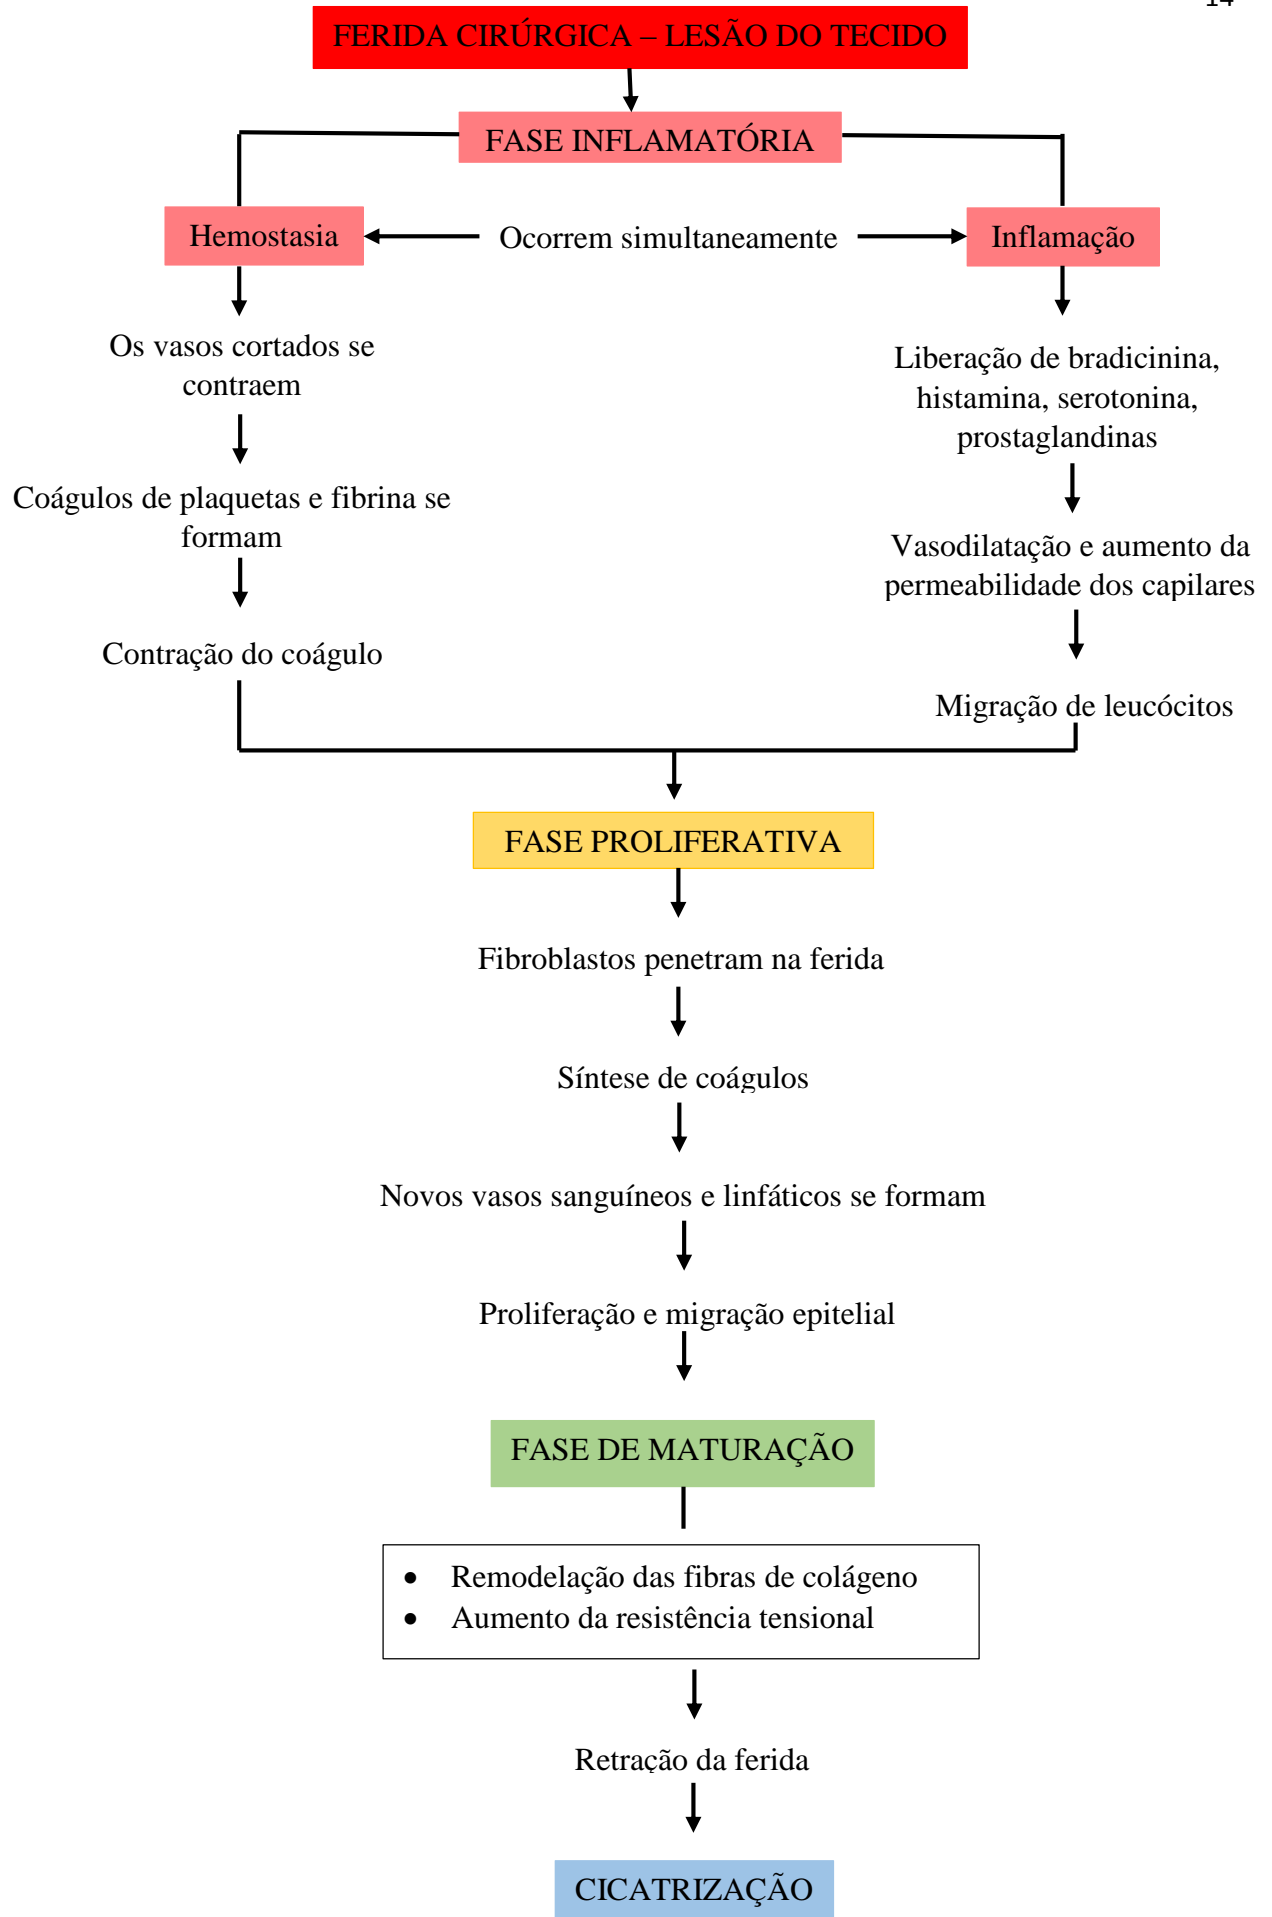 14
FERIDA CIRÚRGICA – LESÃO DO TECIDO
FASE INFLAMATÓRIA
Hemostasia
Ocorrem simultaneamente
Inflamação
Os vasos cortados se
contraem
Coágulos de plaquetas e fibrina se
formam
Contração do coágulo
Liberação de bradicinina,
histamina, serotonina,
prostaglandinas
Vasodilatação e aumento da
permeabilidade dos capilares
Migração de leucócitos
FASE PROLIFERATIVA
Fibroblastos penetram na ferida
Síntese de coágulos
Novos vasos sanguíneos e linfáticos se formam
Proliferação e migração epitelial
FASE DE MATURAÇÃO
• Remodelação das fibras de colágeno
• Aumento da resistência tensional
Retração da ferida
CICATRIZAÇÃO